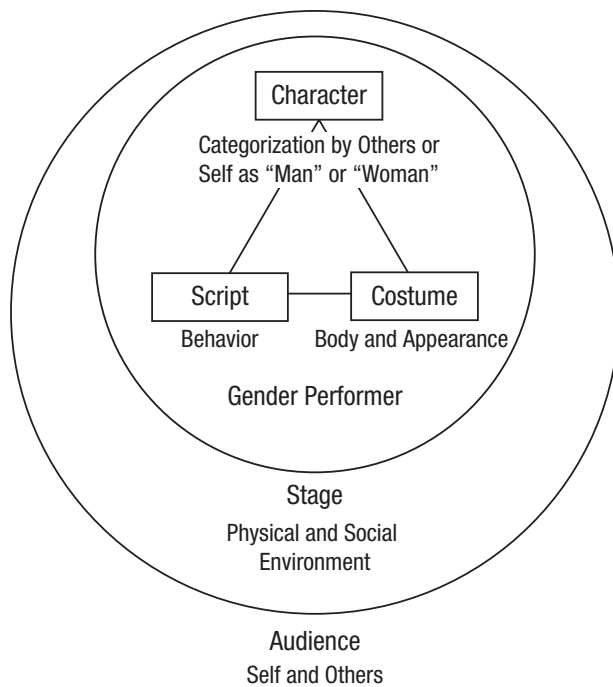 Character
Categorization by Others or
Self as “Man” or “Woman”
Script
Costume
Behavior
Body and Appearance
Gender Performer
Stage
Physical and Social
Environment
Audience
Self and Others